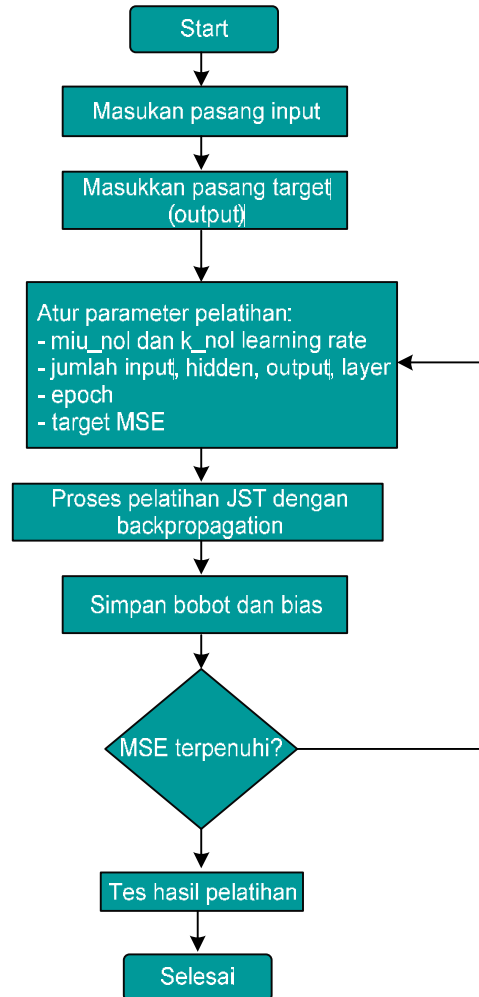 Start
Masukan pasang input
Masukkan pasang target
(output)
Atur parameter pelatihan:
- miu_nol dan k_nol learning rate
- jumlah input, hidden, output, layer
- epoch
- target MSE
Proses pelatihan JST dengan
backpropagation
Simpan bobot dan bias
MSE terpenuhi?
Tes hasil pelatihan
Selesai